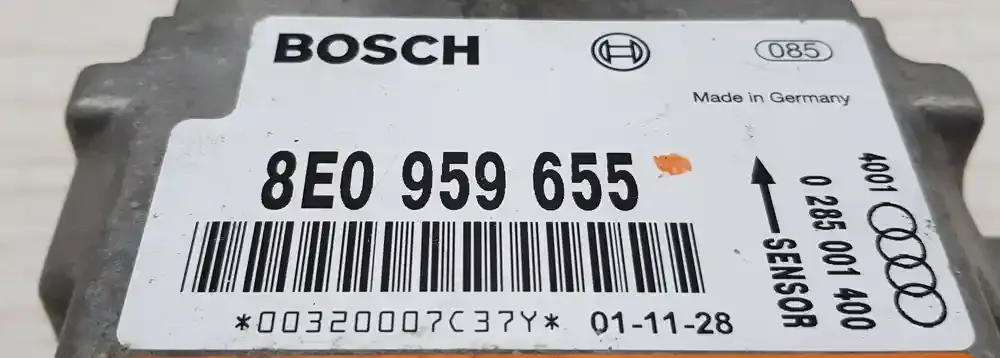 BOSCH
085
Made in Germany
8E0 959 655
*00320007C37Y* 01-11-28
SENSOR
0 285 001 400
4001